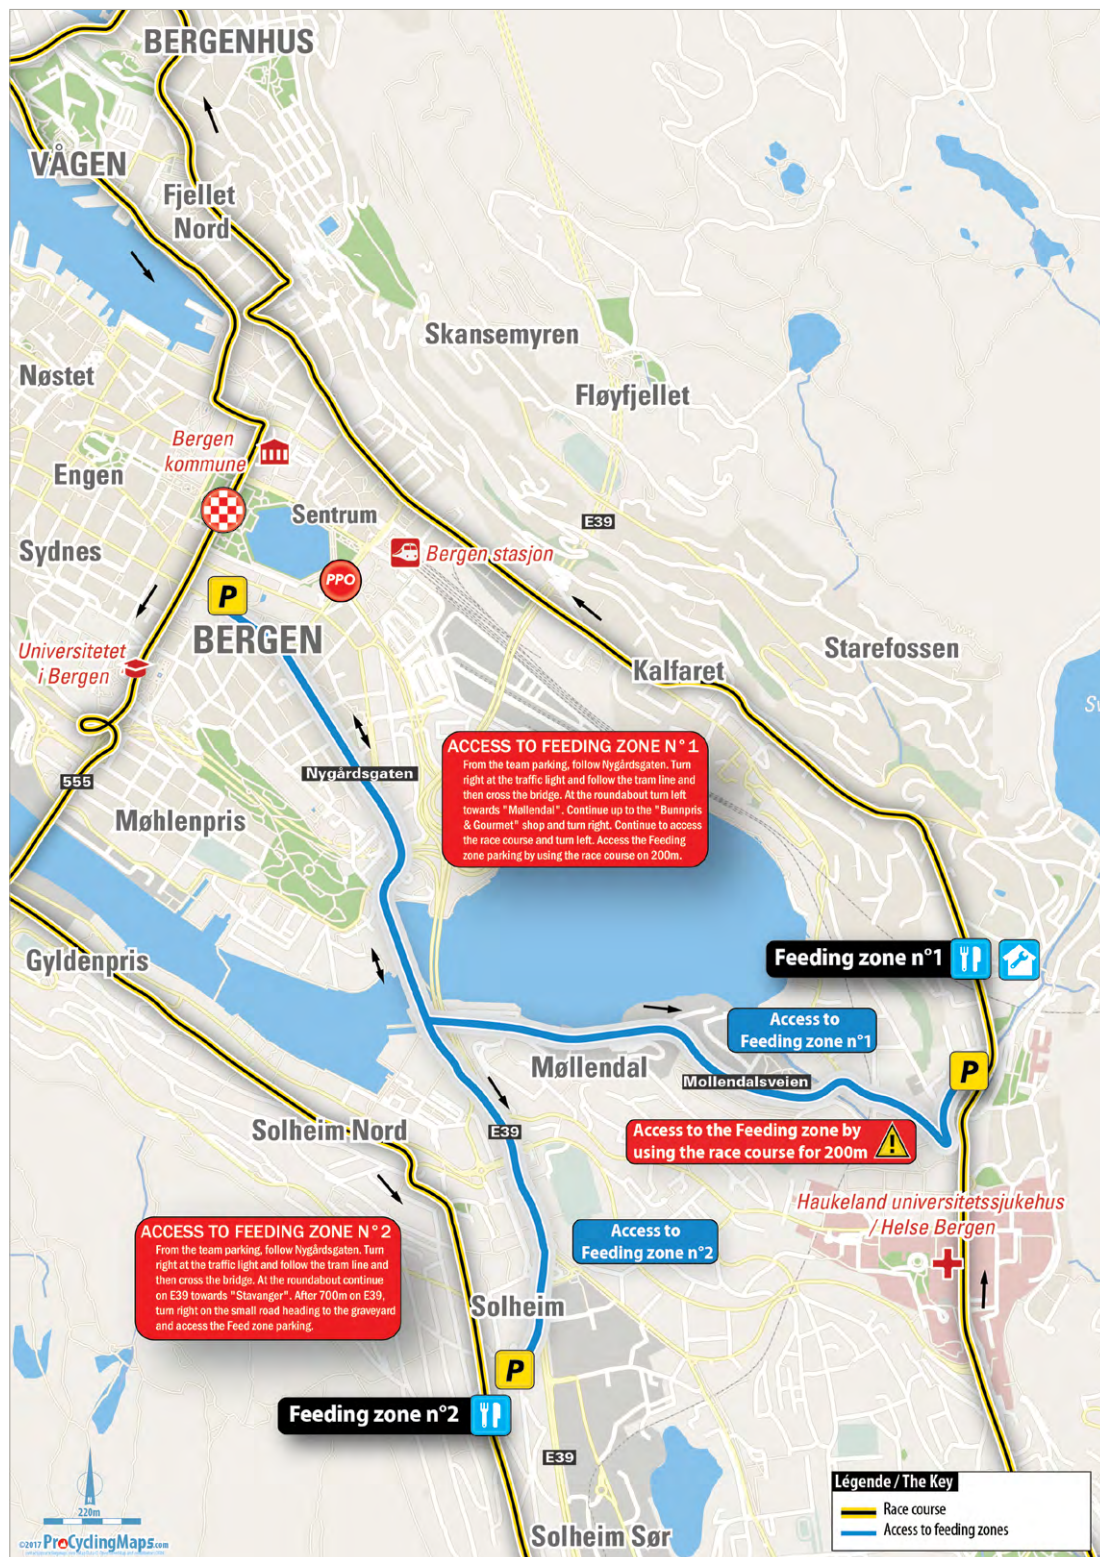 BERGENHUS
VÅGEN
Fjellet
Nord
Skansemyren
Nøstet
Fløyfjellet
Bergen
kommune
Engen
Sentrum
E39
Sydnes
Bergen stasjon
PPO
P
BERGEN
Universitetet
i Bergen
Starefossen
Kalfaret
ACCESS TO FEEDING ZONE N°1
From the team parking, follow Nygårdsgaten. Turn
right at the traffic light and follow the tram line and
then cross the bridge. At the roundabout turn left
towards "Møllendal". Continue up to the "Bunnpris
& Gourmet" shop and turn right. Continue to access
the race course and turn left. Access the Feeding
zone parking by using the race course on 200m.
Nygårdsgaten
555
Møhlenpris
Gyldenpris
Feeding zone n°1
Access to
Feeding zone n°1
Møllendal
Mollendalsveien
P
Solheim Nord
E39
Access to the Feeding zone by
using the race course for 200m
Haukeland universitetssjukehus
/ Helse Bergen
ACCESS TO FEEDING ZONE N°2
From the team parking, follow Nygårdsgaten. Turn
right at the traffic light and follow the tram line and
then cross the bridge. At the roundabout continue
on E39 towards "Stavanger". After 700m on E39,
turn right on the small road heading to the graveyard
and access the Feed zone parking.
Access to
Feeding zone n°2
Solheim
P
Feeding zone n°2
E39
Légende / The Key
Race course
Access to feeding zones
220m
©2017 ProCyclingMaps.com
Solheim Sør